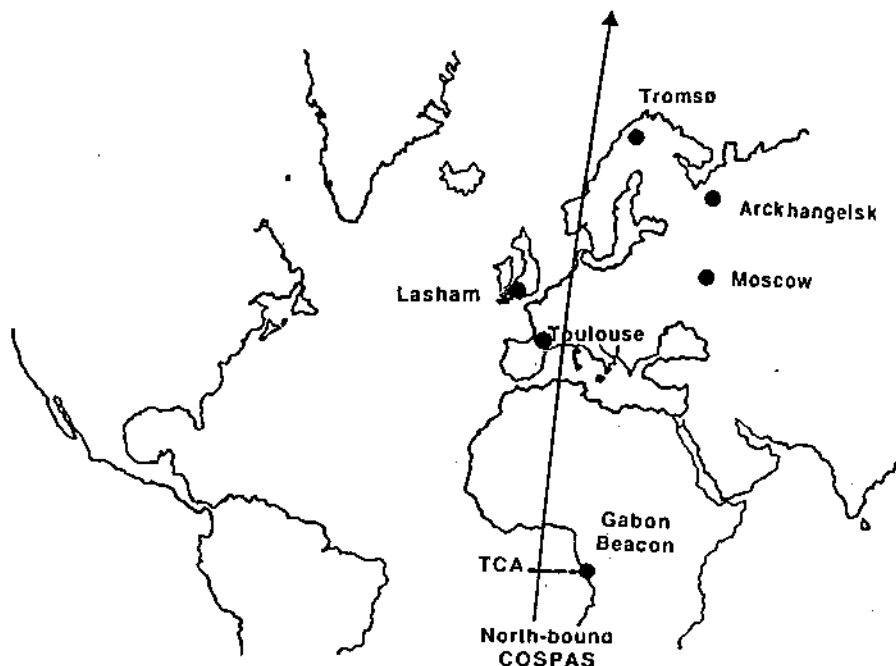 Tromsø
Arckhangelsk
Moscow
Lasham
Toulouse
Gabon
Beacon
TCA
North-bound
COSPAS